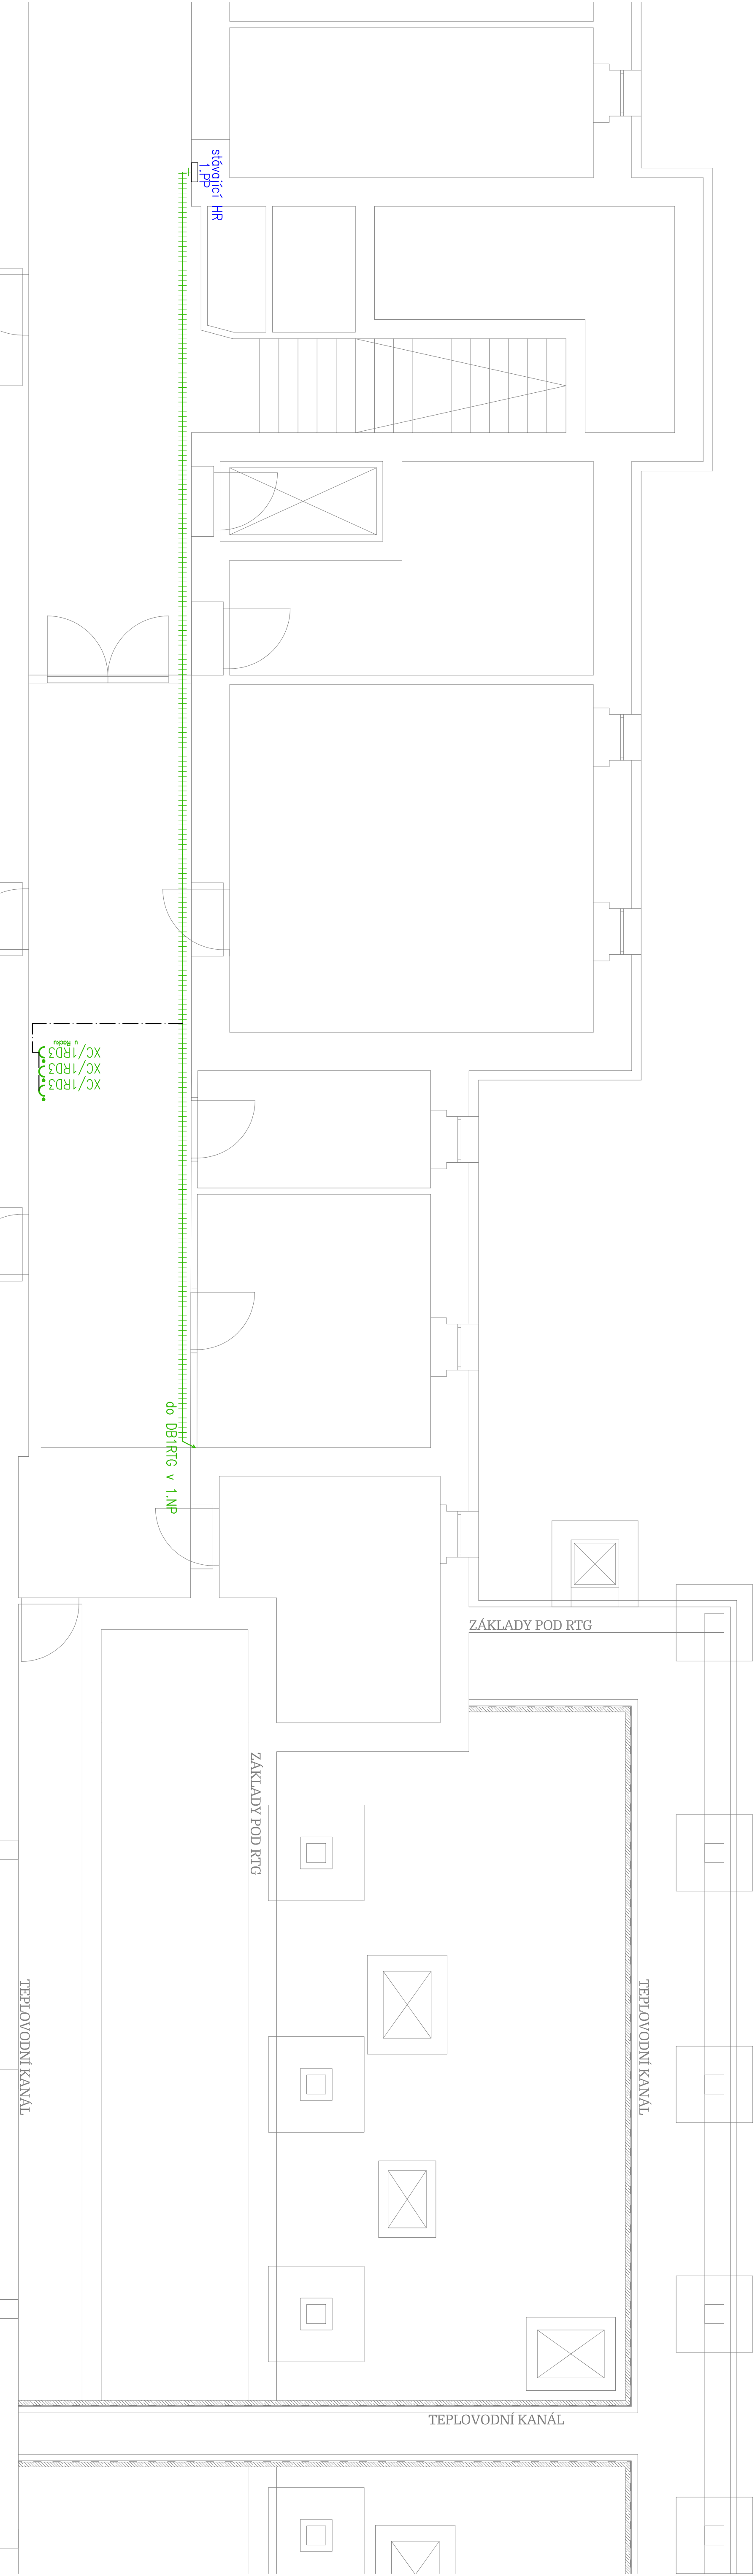 stávající HR
1.PP
u Racku
XC/1RD3
XC/1RD3
XC/1RD3
do DB1RTG v 1.NP
ZÁKLADY POD RTG
ZÁKLADY POD RTG
TEPLOVODNÍ KANÁL
TEPLOVODNÍ KANÁL
TEPLOVODNÍ KANÁL